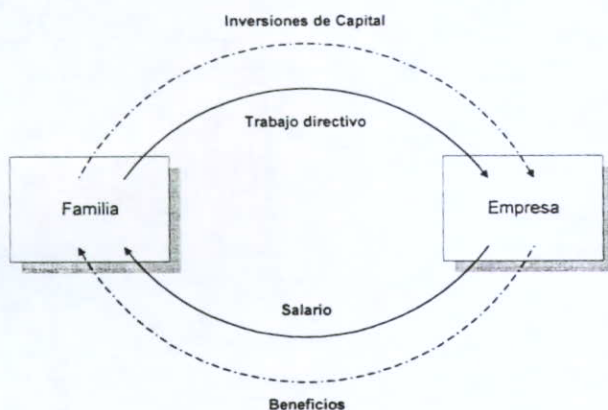 Inversiones de Capital
Trabajo directivo
Familia
Empresa
Salario
Beneficios